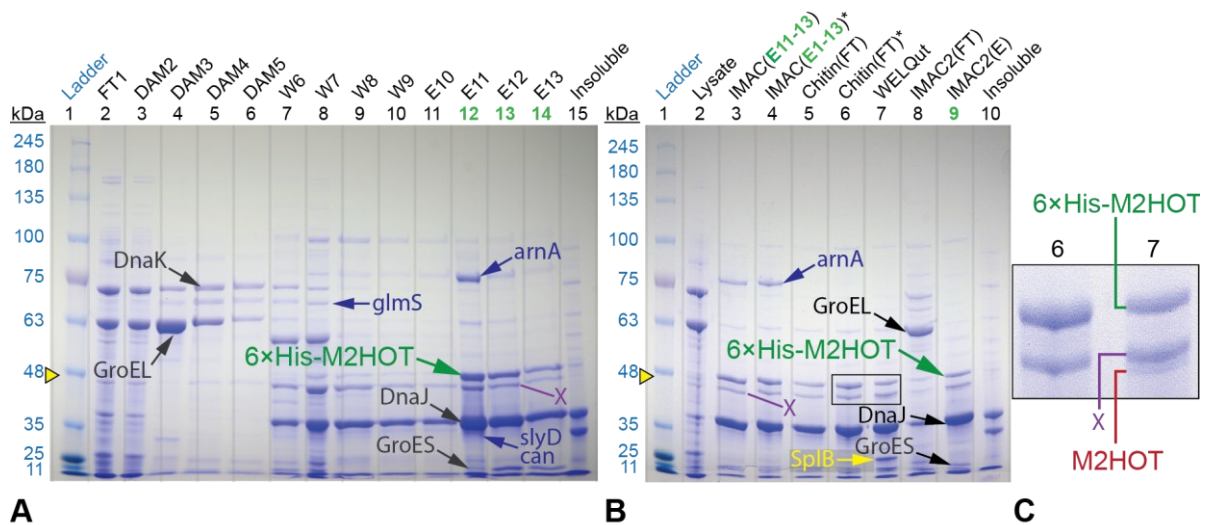 Ladder FT1 DAM2 DAM3 DAM4 DAM5 W6 W7 W8 W9 E10 E11 E12 E13 Insoluble
kDa 1 2 3 4 5 6 7 8 9 10 11 12 13 14 15
245
180
135
100
75
63
48
35
25
11
DnaK
GroEL
arnA
glmS
6×His-M2HOT
X
DnaJ
slyD
can
GroES
A
Ladder Lysate IMAC(E11-13) IMAC(E1-13)* Chitin(FT) Chitin(FT)* WELQut IMAC2(FT) IMAC2(E) Insoluble
kDa 1 2 3 4 5 6 7 8 9 10
245
180
135
100
75
63
48
35
25
11
arnA
GroEL
6×His-M2HOT
X
DnaJ
GroES
SplB
B
6×His-M2HOT
6 7
X
M2HOT
C